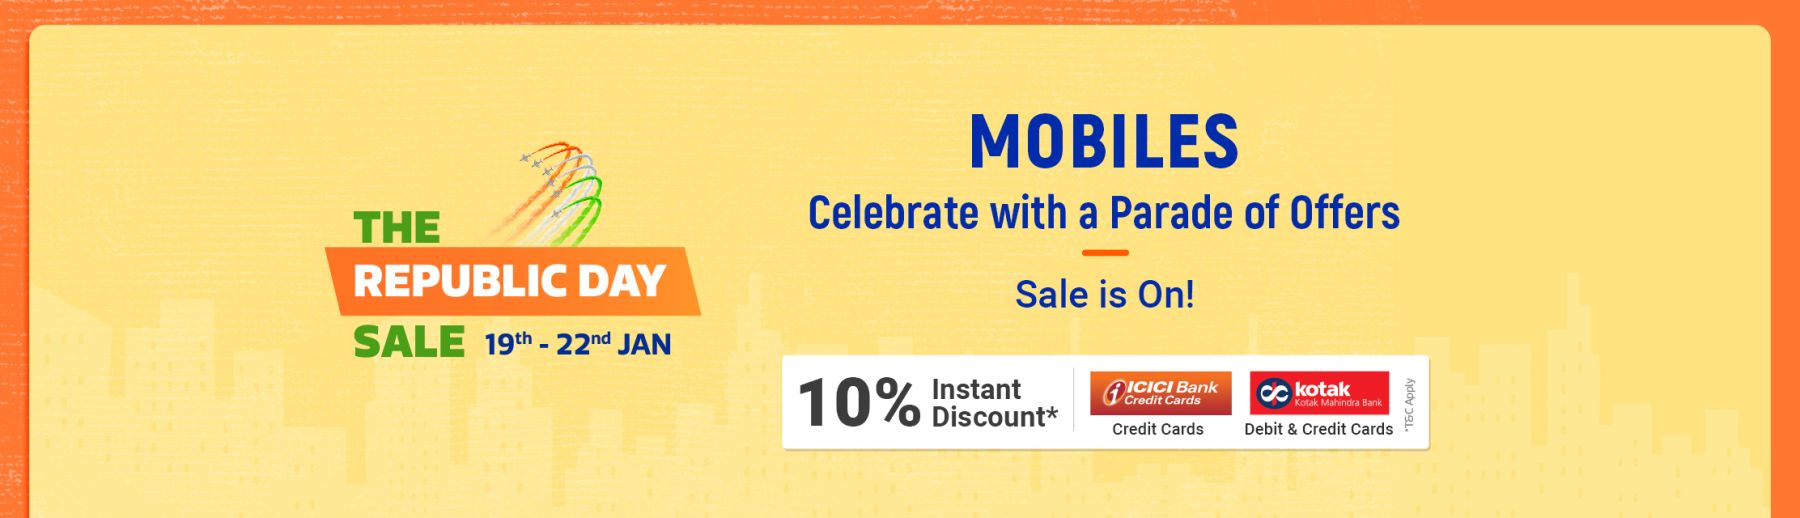 THE
REPUBLIC DAY
SALE 19th - 22nd JAN
MOBILES
Celebrate with a Parade of Offers
Sale is On!
10% Instant
Discount*
ICICI Bank
Credit Cards
Credit Cards
kotak
Kotak Mahindra Bank
Debit & Credit Cards
*T&C Apply